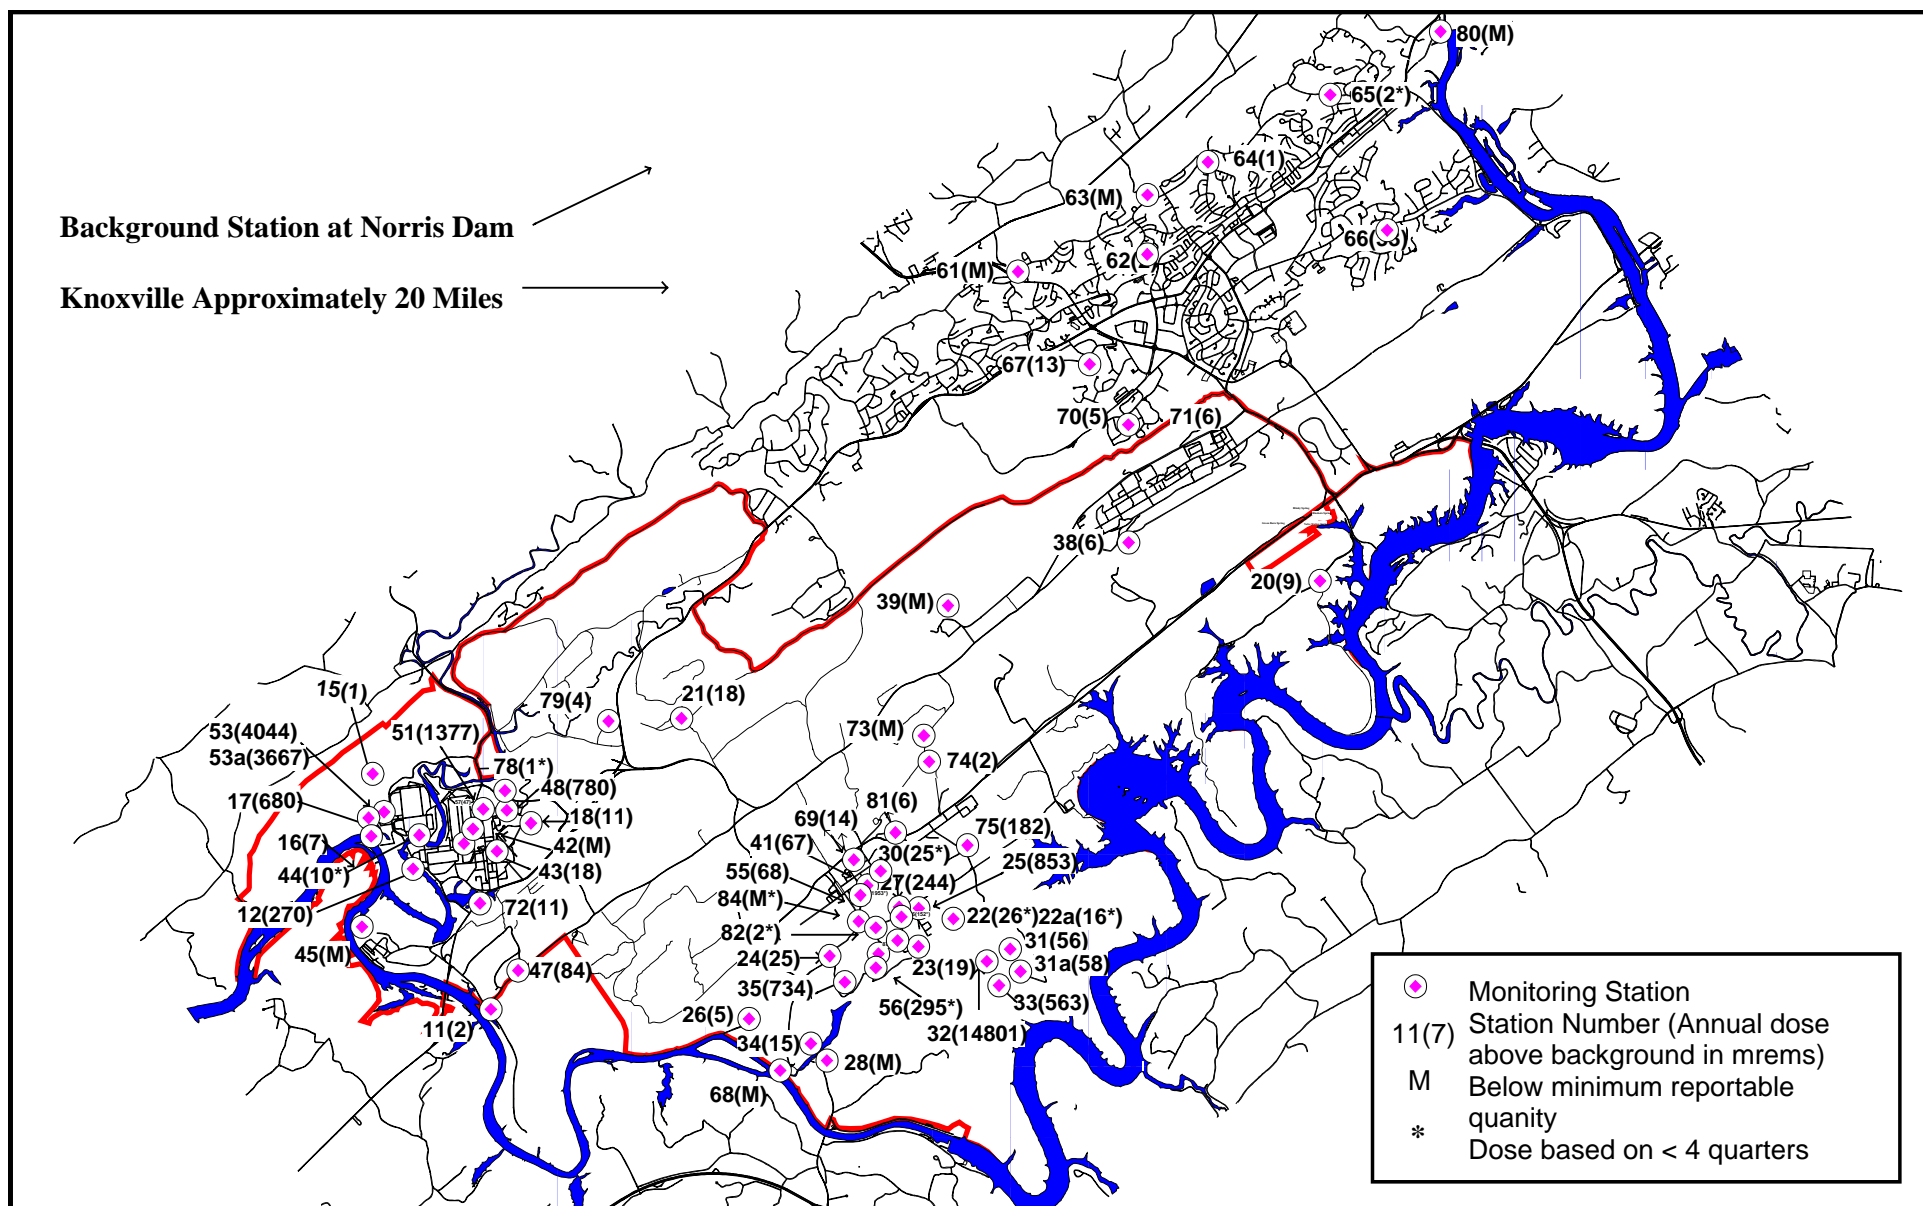 80(M)
65(2*)
64(1)
63(M)
Background Station at Norris Dam
62(
61(M)
Knoxville Approximately 20 Miles
67(13)
70(5)
71(6)
38(6)
20(9)
39(M)
15(1)
79(4)
21(18)
53(4044)
51(1377)
53a(3667)
73(M)
74(2)
78(1*)
48(780)
17(680)
18(11)
81(6)
69(14)
75(182)
16(7)
42(M)
41(67)
30(25*)
44(10*)
43(18)
55(68)
27(244)
25(853)
84(M*)
12(270)
72(11)
22(26*)
22a(16*)
82(2*)
31(56)
45(M)
47(84)
24(25)
23(19)
31a(58)
35(734)
56(295*)
33(563)
26(5)
11(2)
34(15)
32(14801)
28(M)
68(M)
Monitoring Station
11(7) Station Number (Annual dose
above background in mrems)
M Below minimum reportable
quanity
* Dose based on < 4 quarters